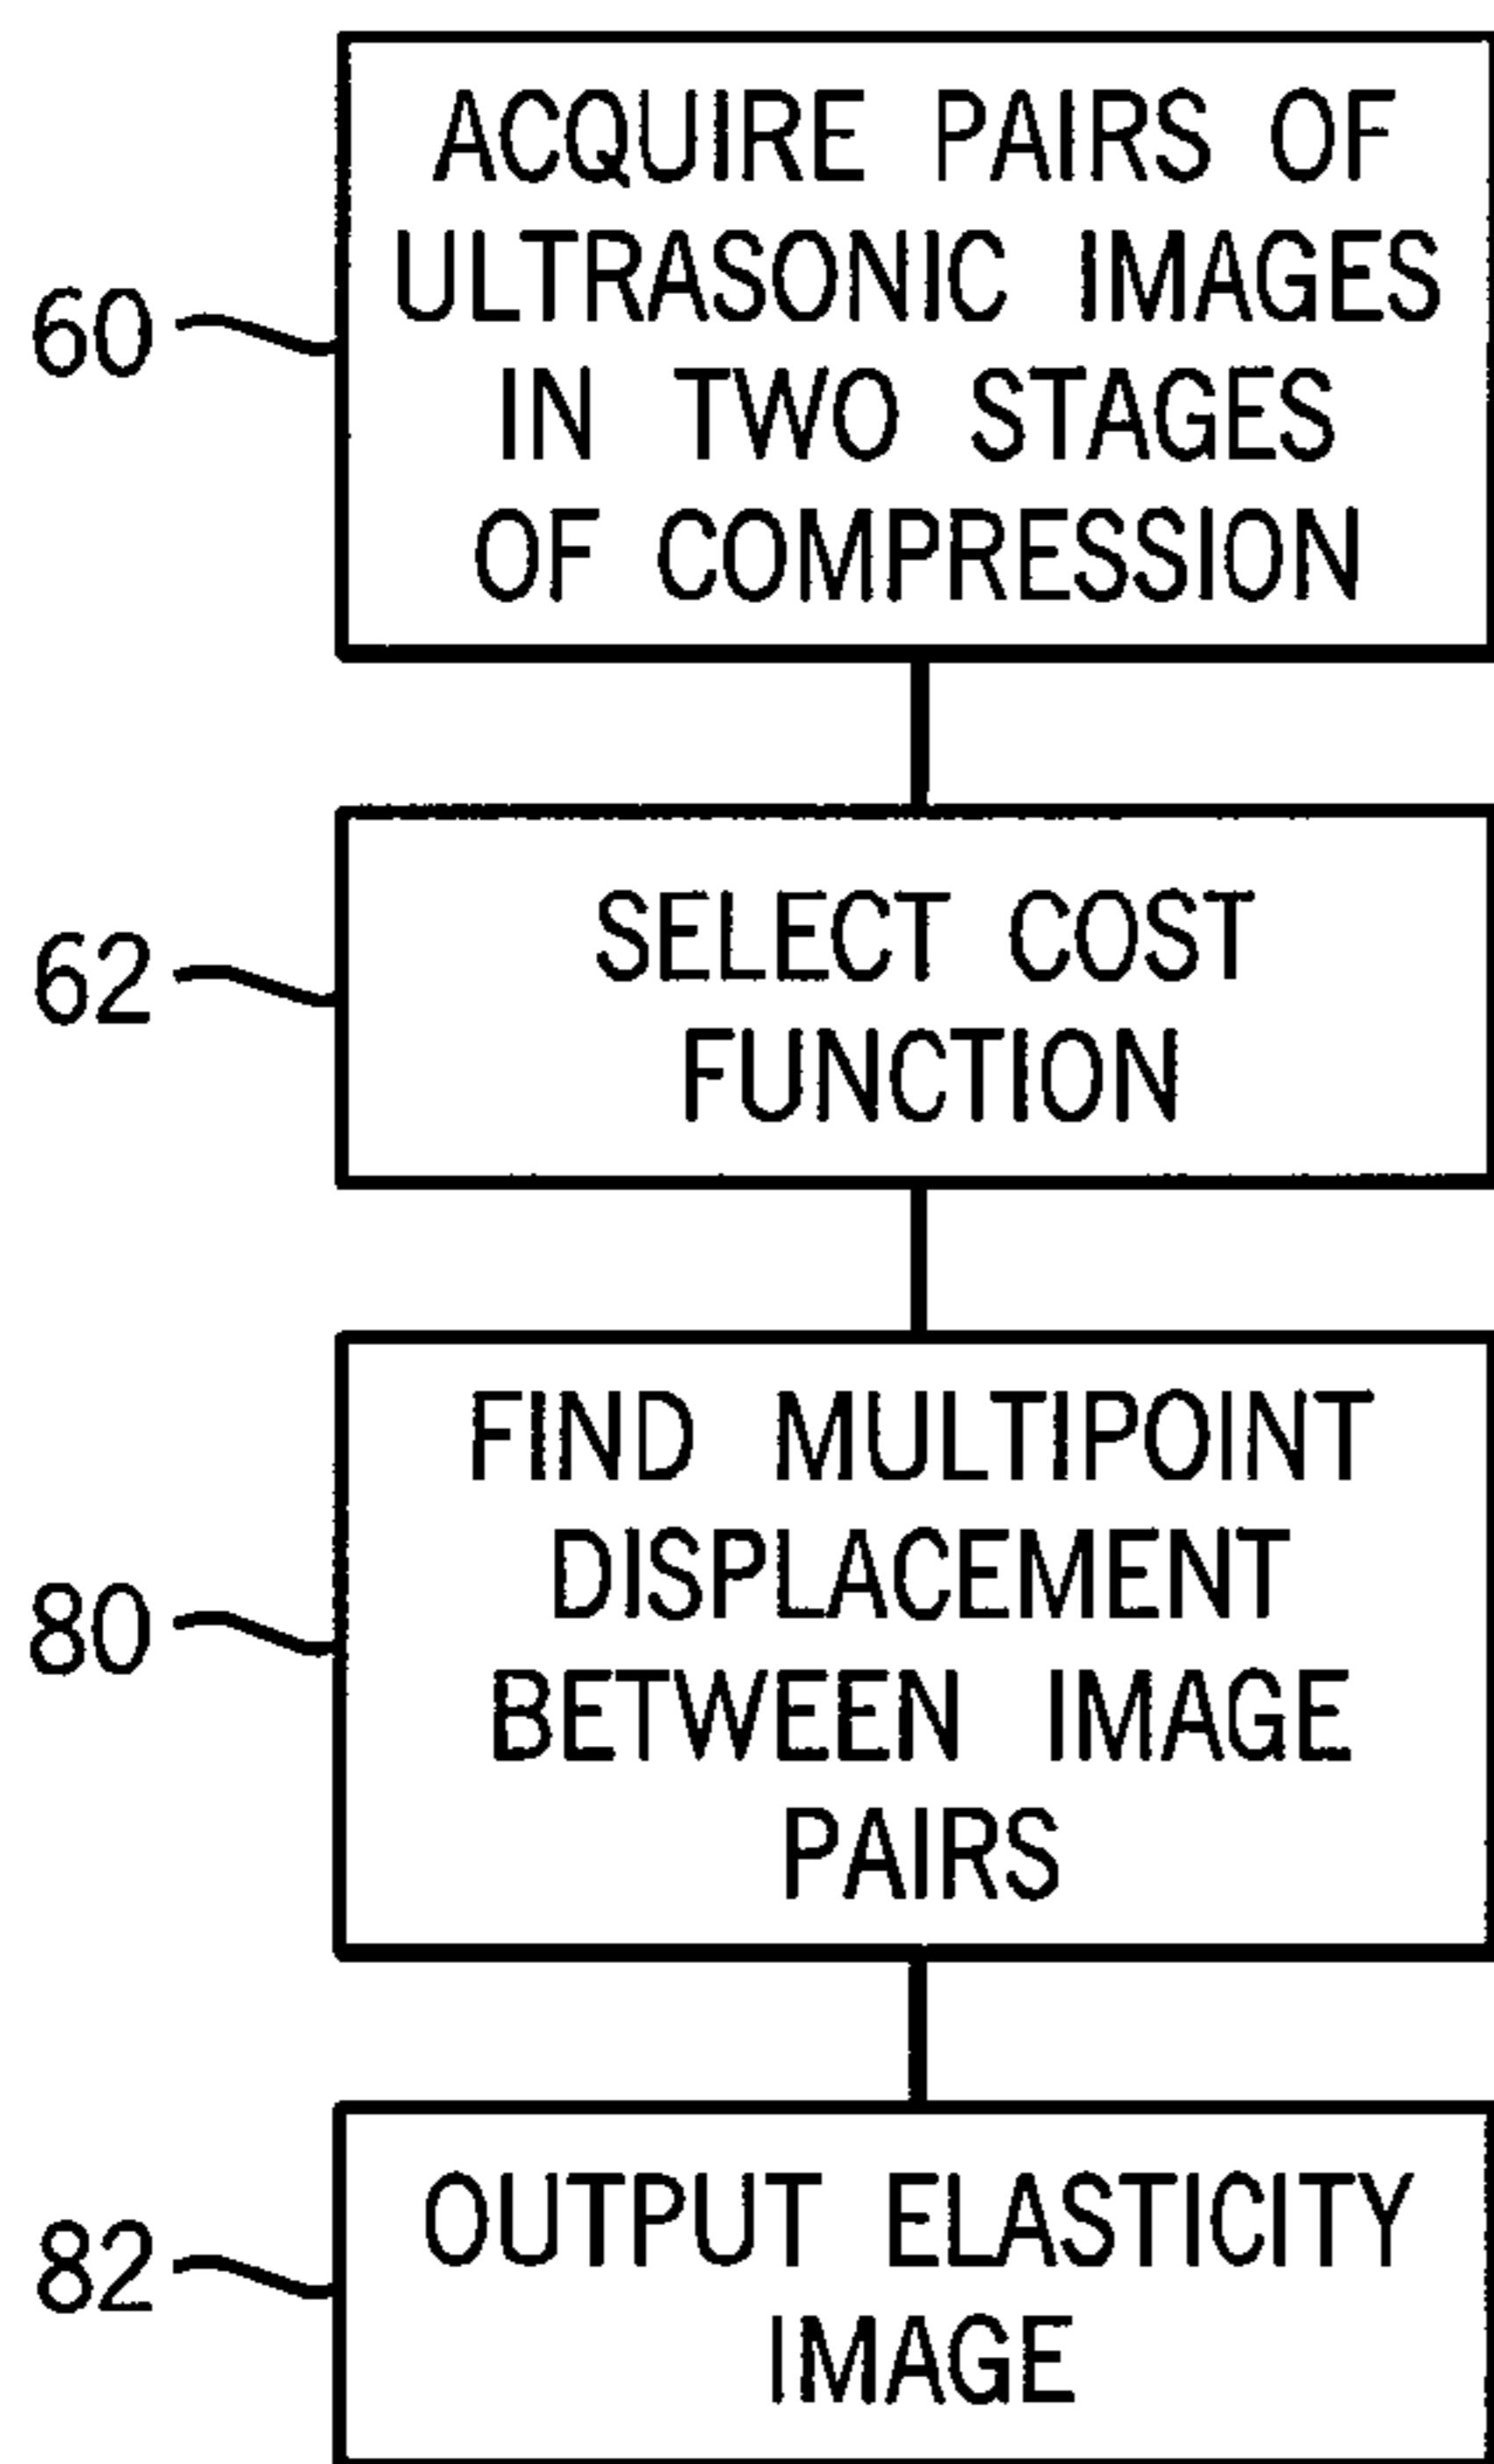 ACQUIRE PAIRS OF
ULTRASONIC IMAGES
IN TWO STAGES
OF COMPRESSION
60
SELECT COST
FUNCTION
62
FIND MULTIPOINT
DISPLACEMENT
BETWEEN IMAGE
PAIRS
80
OUTPUT ELASTICITY
IMAGE
82